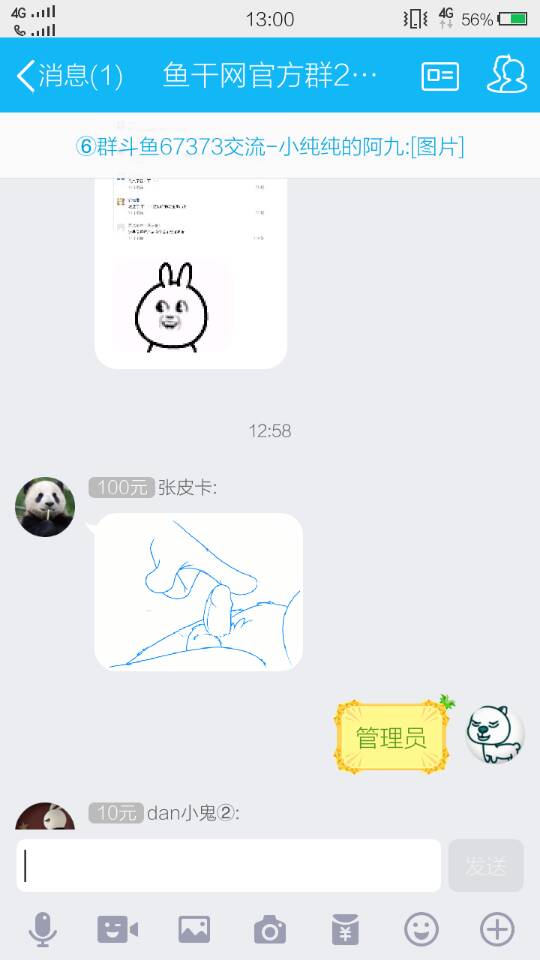 4G
13:00
4G 56%
消息(1)
鱼干网官方群2…
⑥群斗鱼67373交流-小纯纯的阿九:[图片]
12:58
100元 张皮卡:
管理员
10元 dan小鬼②:
发送
¥